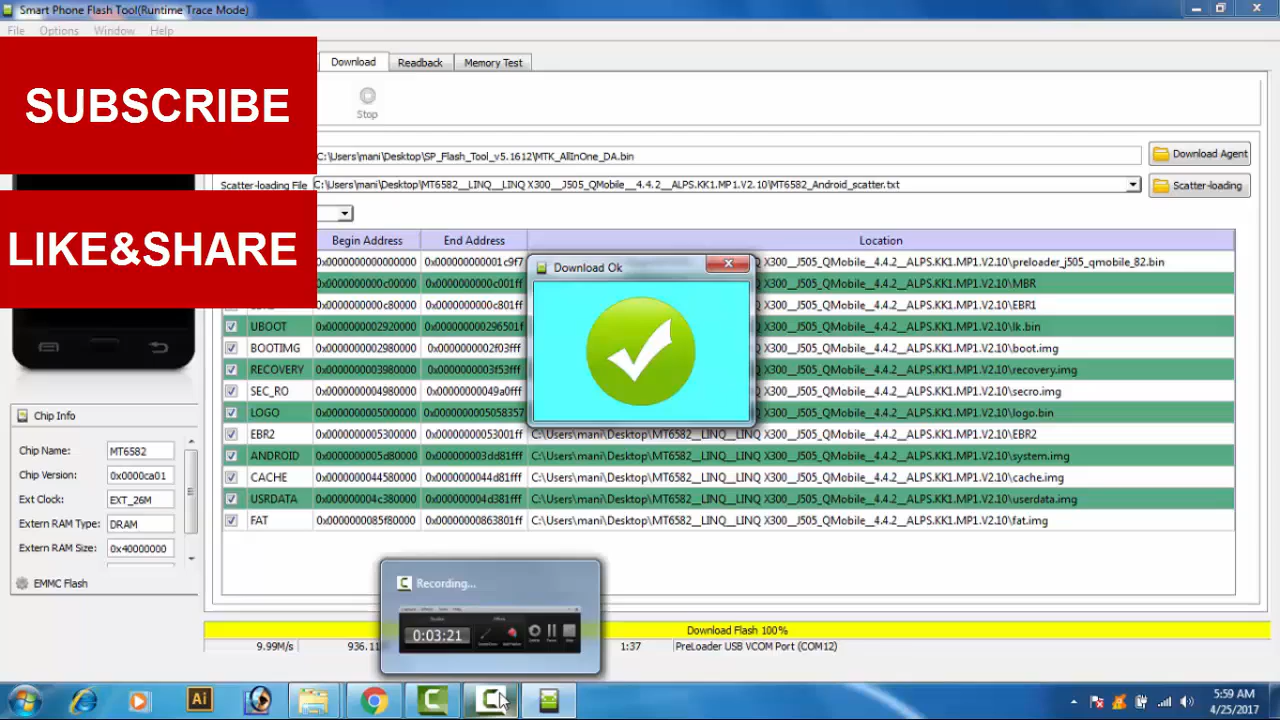 Smart Phone Flash Tool(Runtime Trace Mode)
File Options Window Help
SUBSCRIBE
Download Readback Memory Test
Stop
C:\Users\mani\Desktop\SP_Flash_Tool_v5.1612\MTK_AllInOne_DA.bin
Download Agent
Scatter-loading File
C:\Users\mani\Desktop\MT6582__LINQ__LINQ X300__J505_QMobile__4.4.2__ALPS.KK1.MP1.V2.10\MT6582_Android_scatter.txt
Scatter-loading
LIKE&SHARE
Begin Address End Address Location
0x0000000000000000 0x000000000001c9f7 X300__J505_QMobile__4.4.2__ALPS.KK1.MP1.V2.10\preloader_j505_qmobile_82.bin
0x0000000000c00000 0x0000000000c001ff X300__J505_QMobile__4.4.2__ALPS.KK1.MP1.V2.10\MBR
0x0000000000c80000 0x0000000000c801ff X300__J505_QMobile__4.4.2__ALPS.KK1.MP1.V2.10\EBR1
UBOOT 0x0000000002920000 0x000000000296501f X300__J505_QMobile__4.4.2__ALPS.KK1.MP1.V2.10\lk.bin
BOOTIMG 0x0000000002980000 0x0000000002f03fff X300__J505_QMobile__4.4.2__ALPS.KK1.MP1.V2.10\boot.img
RECOVERY 0x0000000003980000 0x0000000003f53fff X300__J505_QMobile__4.4.2__ALPS.KK1.MP1.V2.10\recovery.img
SEC_RO 0x0000000004980000 0x00000000049a0fff X300__J505_QMobile__4.4.2__ALPS.KK1.MP1.V2.10\secro.img
LOGO 0x0000000005000000 0x0000000005058357 X300__J505_QMobile__4.4.2__ALPS.KK1.MP1.V2.10\logo.bin
EBR2 0x0000000005300000 0x00000000053001ff C:\Users\mani\Desktop\MT6582__LINQ__LINQ X300__J505_QMobile__4.4.2__ALPS.KK1.MP1.V2.10\EBR2
ANDROID 0x0000000005d80000 0x000000003dd81fff C:\Users\mani\Desktop\MT6582__LINQ__LINQ X300__J505_QMobile__4.4.2__ALPS.KK1.MP1.V2.10\system.img
CACHE 0x0000000044580000 0x0000000044d81fff C:\Users\mani\Desktop\MT6582__LINQ__LINQ X300__J505_QMobile__4.4.2__ALPS.KK1.MP1.V2.10\cache.img
USRDATA 0x000000004c380000 0x000000004d381fff C:\Users\mani\Desktop\MT6582__LINQ__LINQ X300__J505_QMobile__4.4.2__ALPS.KK1.MP1.V2.10\userdata.img
FAT 0x0000000085f80000 0x00000000863801ff C:\Users\mani\Desktop\MT6582__LINQ__LINQ X300__J505_QMobile__4.4.2__ALPS.KK1.MP1.V2.10\fat.img
Download Ok
Chip Info
Chip Name: MT6582
Chip Version: 0x0000ca01
Ext Clock: EXT_26M
Extern RAM Type: DRAM
Extern RAM Size: 0x40000000
EMMC Flash
Recording...
0:03:21
Download Flash 100%
9.99M/s 936.11 1:37 PreLoader USB VCOM Port (COM12)
Ai
5:59 AM
4/25/2017